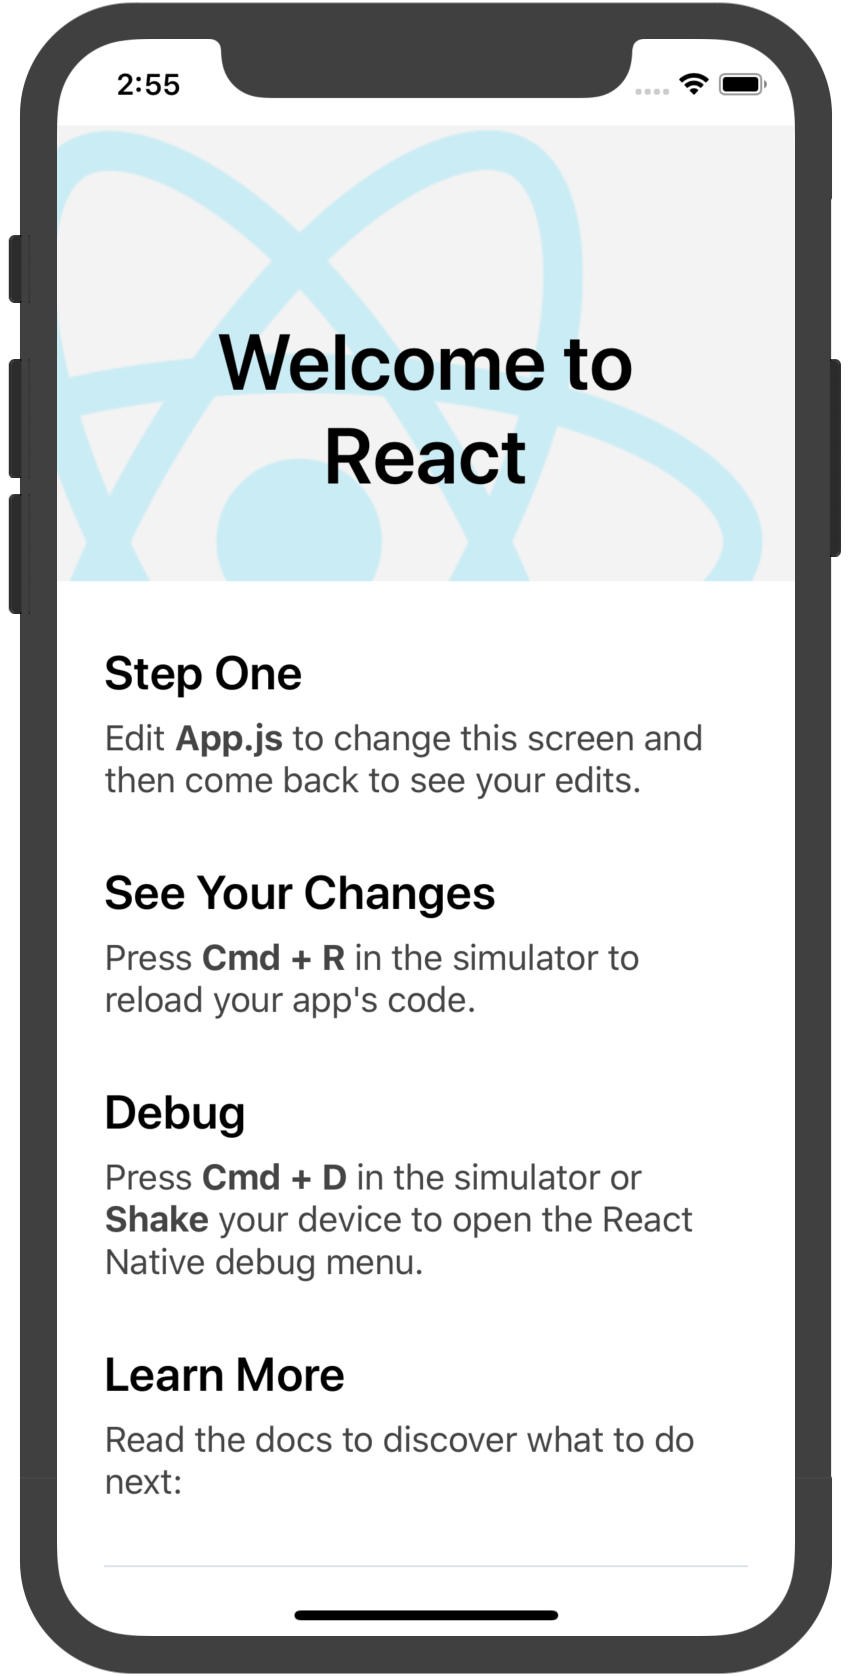 2:55
Welcome to
React
Step One
Edit App.js to change this screen and
then come back to see your edits.
See Your Changes
Press Cmd + R in the simulator to
reload your app's code.
Debug
Press Cmd + D in the simulator or
Shake your device to open the React
Native debug menu.
Learn More
Read the docs to discover what to do
next: